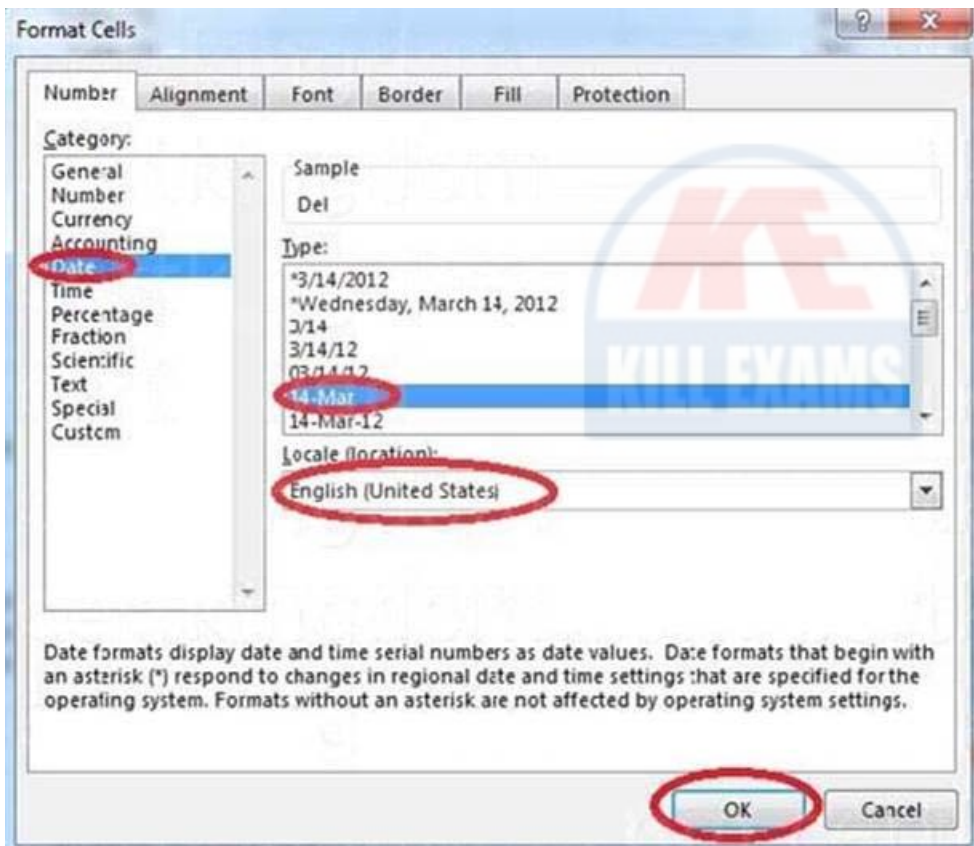 Format Cells
Number Alignment Font Border Fill Protection
Category:
General
Number
Currency
Accounting
Date
Time
Percentage
Fraction
Scientific
Text
Special
Custom
Sample
Del
Type:
*3/14/2012
*Wednesday, March 14, 2012
3/14
3/14/12
03/14/12
14-Mar
14-Mar-12
Locale (location):
English (United States)
KILL EXAMS
Date formats display date and time serial numbers as date values. Date formats that begin with
an asterisk (*) respond to changes in regional date and time settings that are specified for the
operating system. Formats without an asterisk are not affected by operating system settings.
OK Cancel